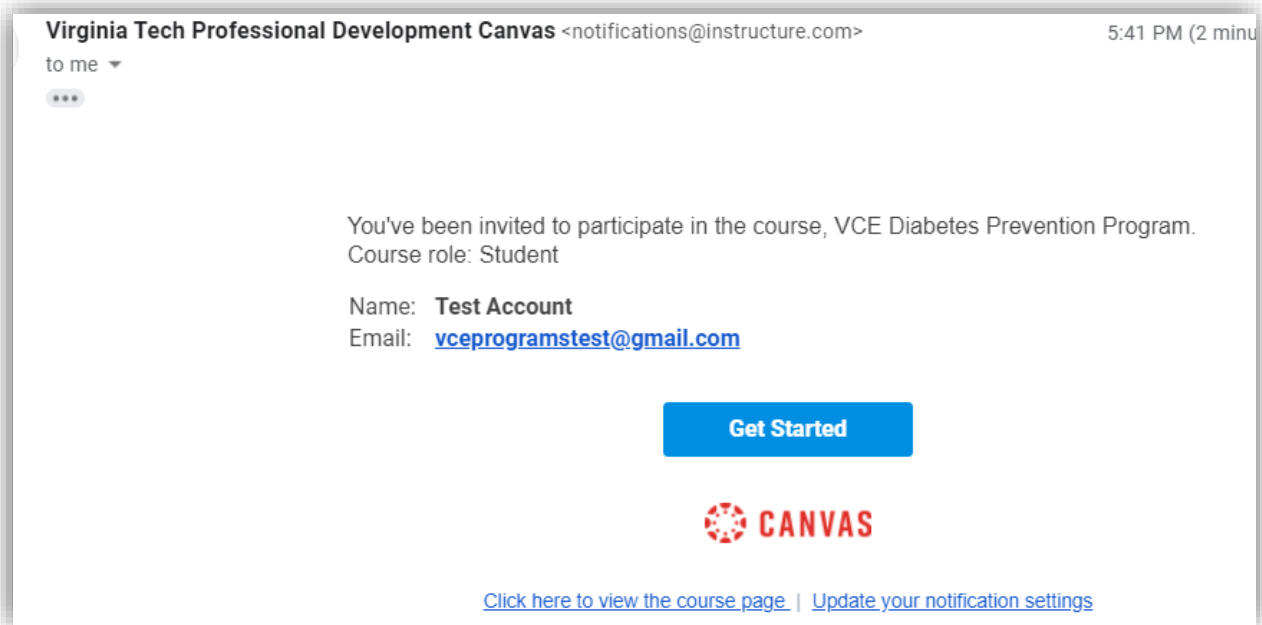 Virginia Tech Professional Development Canvas <notifications@instructure.com> 5:41 PM (2 minu
to me
You've been invited to participate in the course, VCE Diabetes Prevention Program.
Course role: Student
Name: Test Account
Email: vceprogramstest@gmail.com
Get Started
CANVAS
Click here to view the course page | Update your notification settings